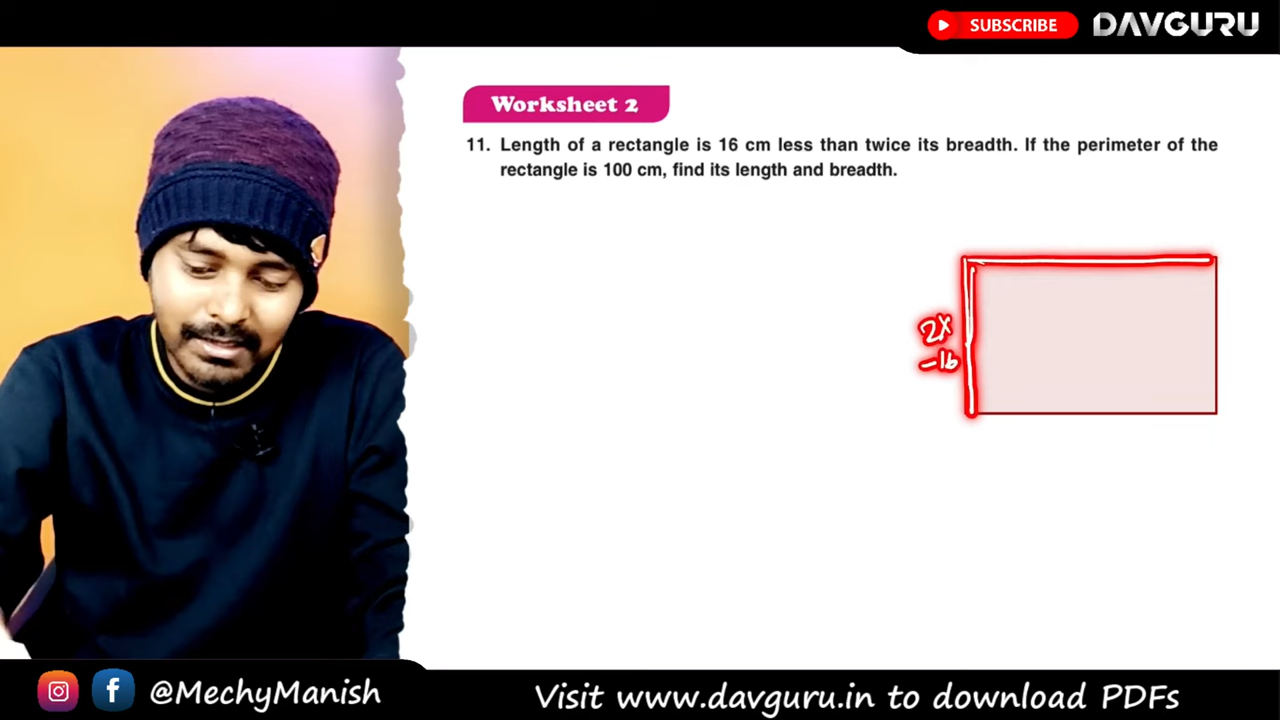 SUBSCRIBE DAVGURU
Worksheet 2
11. Length of a rectangle is 16 cm less than twice its breadth. If the perimeter of the
rectangle is 100 cm, find its length and breadth.
2x
-16
@MechyManish
Visit www.davguru.in to download PDFs